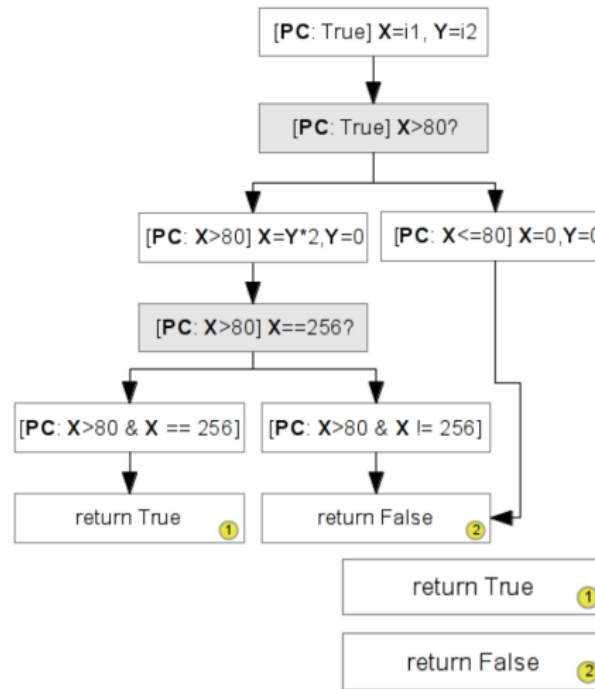 [PC: True] X=i1, Y=i2
[PC: True] X>80?
[PC: X>80] X=Y*2,Y=0
[PC: X<=80] X=0,Y=0
[PC: X>80] X==256?
[PC: X>80 & X == 256]
[PC: X>80 & X != 256]
return True 1
return False 2
return True 1
return False 2